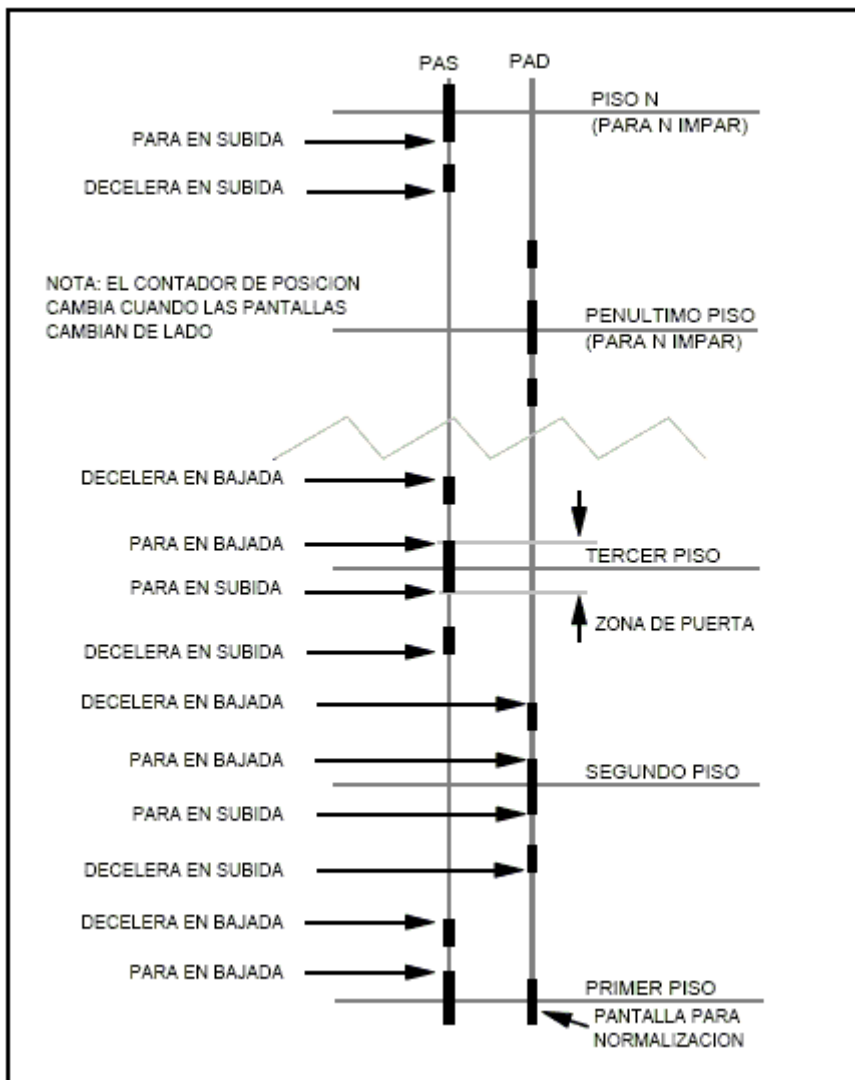 PAS
PAD
PISO N
(PARA N IMPAR)
PARA EN SUBIDA
DECELERA EN SUBIDA
NOTA: EL CONTADOR DE POSICION
CAMBIA CUANDO LAS PANTALLAS
CAMBIAN DE LADO
PENULTIMO PISO
(PARA N IMPAR)
DECELERA EN BAJADA
PARA EN BAJADA
TERCER PISO
PARA EN SUBIDA
ZONA DE PUERTA
DECELERA EN SUBIDA
DECELERA EN BAJADA
PARA EN BAJADA
SEGUNDO PISO
PARA EN SUBIDA
DECELERA EN SUBIDA
DECELERA EN BAJADA
PARA EN BAJADA
PRIMER PISO
PANTALLA PARA
NORMALIZACION